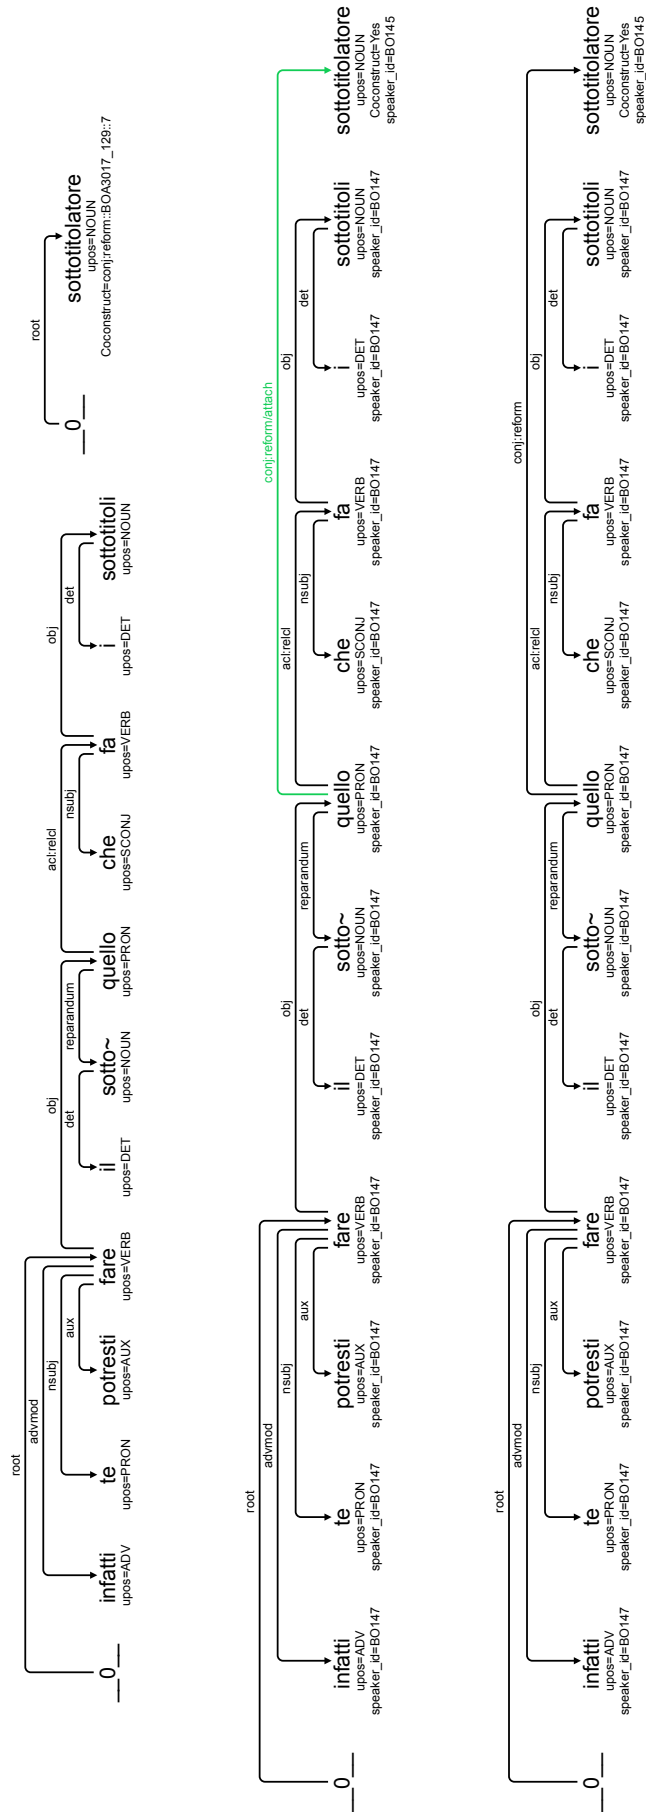 root
advmod
nsubj
aux
obj
det
reparandum
acl:relcl
nsubj
obj
det
0 infatti te potresti fare il sotto~ quello che fa i sottotitoli
upos=ADV upos=PRON upos=AUX upos=VERB upos=DET upos=NOUN upos=PRON upos=SCONJ upos=VERB upos=DET upos=NOUN
root
0 sottotitolatore
upos=NOUN
Coconstruct=conj:reform::BOA3017_129::7
root
advmod
nsubj
aux
obj
det
reparandum
conj:reform/attach
acl:relcl
nsubj
obj
det
0 infatti te potresti fare il sotto~ quello che fa i sottotitoli sottotitolatore
upos=ADV upos=PRON upos=AUX upos=VERB upos=DET upos=NOUN upos=PRON upos=SCONJ upos=VERB upos=DET upos=NOUN upos=NOUN
speaker_id=BO147 speaker_id=BO147 speaker_id=BO147 speaker_id=BO147 speaker_id=BO147 speaker_id=BO147 speaker_id=BO147 speaker_id=BO147 speaker_id=BO147 speaker_id=BO147 speaker_id=BO147 Coconstruct=Yes
speaker_id=BO145
root
advmod
nsubj
aux
obj
det
reparandum
conj:reform
acl:relcl
nsubj
obj
det
0 infatti te potresti fare il sotto~ quello che fa i sottotitoli sottotitolatore
upos=ADV upos=PRON upos=AUX upos=VERB upos=DET upos=NOUN upos=PRON upos=SCONJ upos=VERB upos=DET upos=NOUN upos=NOUN
speaker_id=BO147 speaker_id=BO147 speaker_id=BO147 speaker_id=BO147 speaker_id=BO147 speaker_id=BO147 speaker_id=BO147 speaker_id=BO147 speaker_id=BO147 speaker_id=BO147 speaker_id=BO147 Coconstruct=Yes
speaker_id=BO145